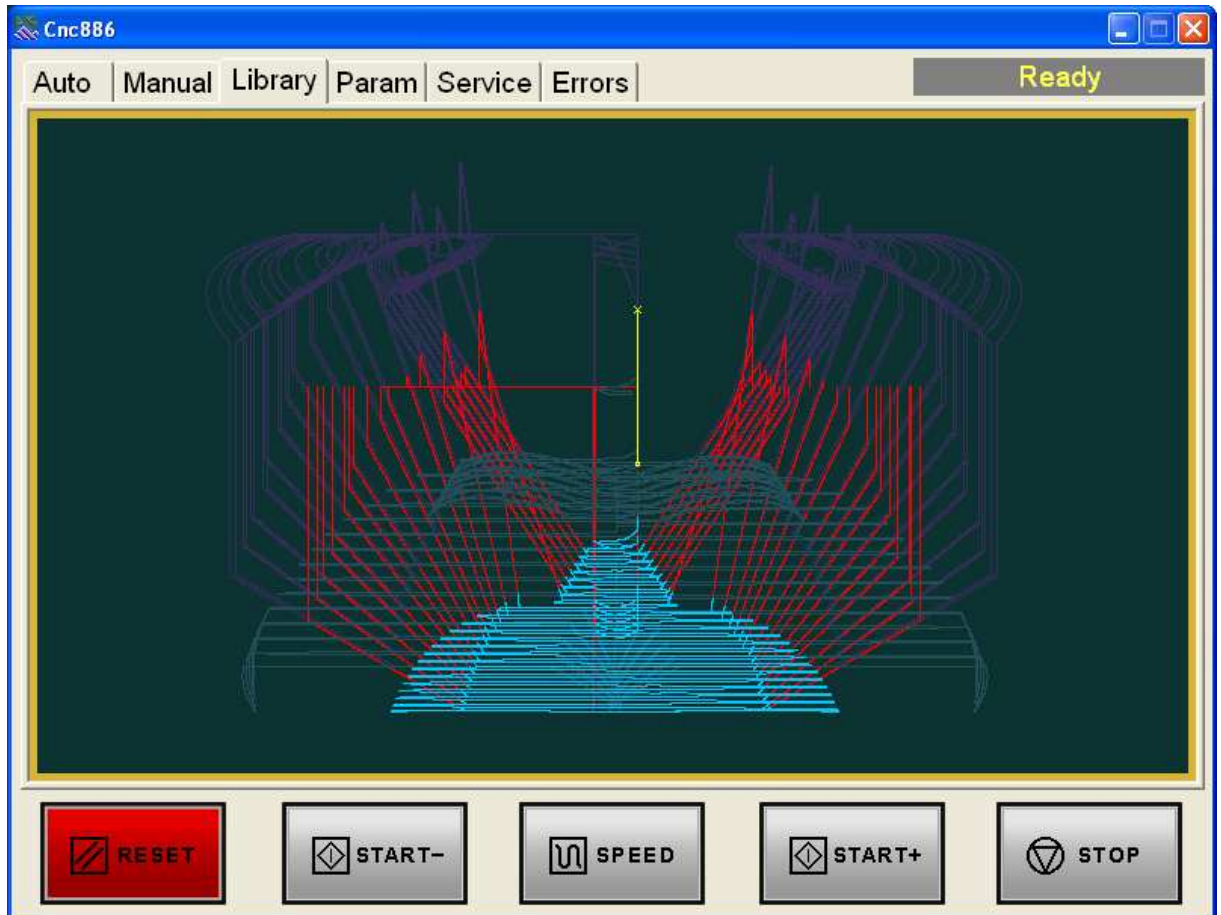 Cnc886
Auto Manual Library Param Service Errors Ready
RESET START- SPEED START+ STOP